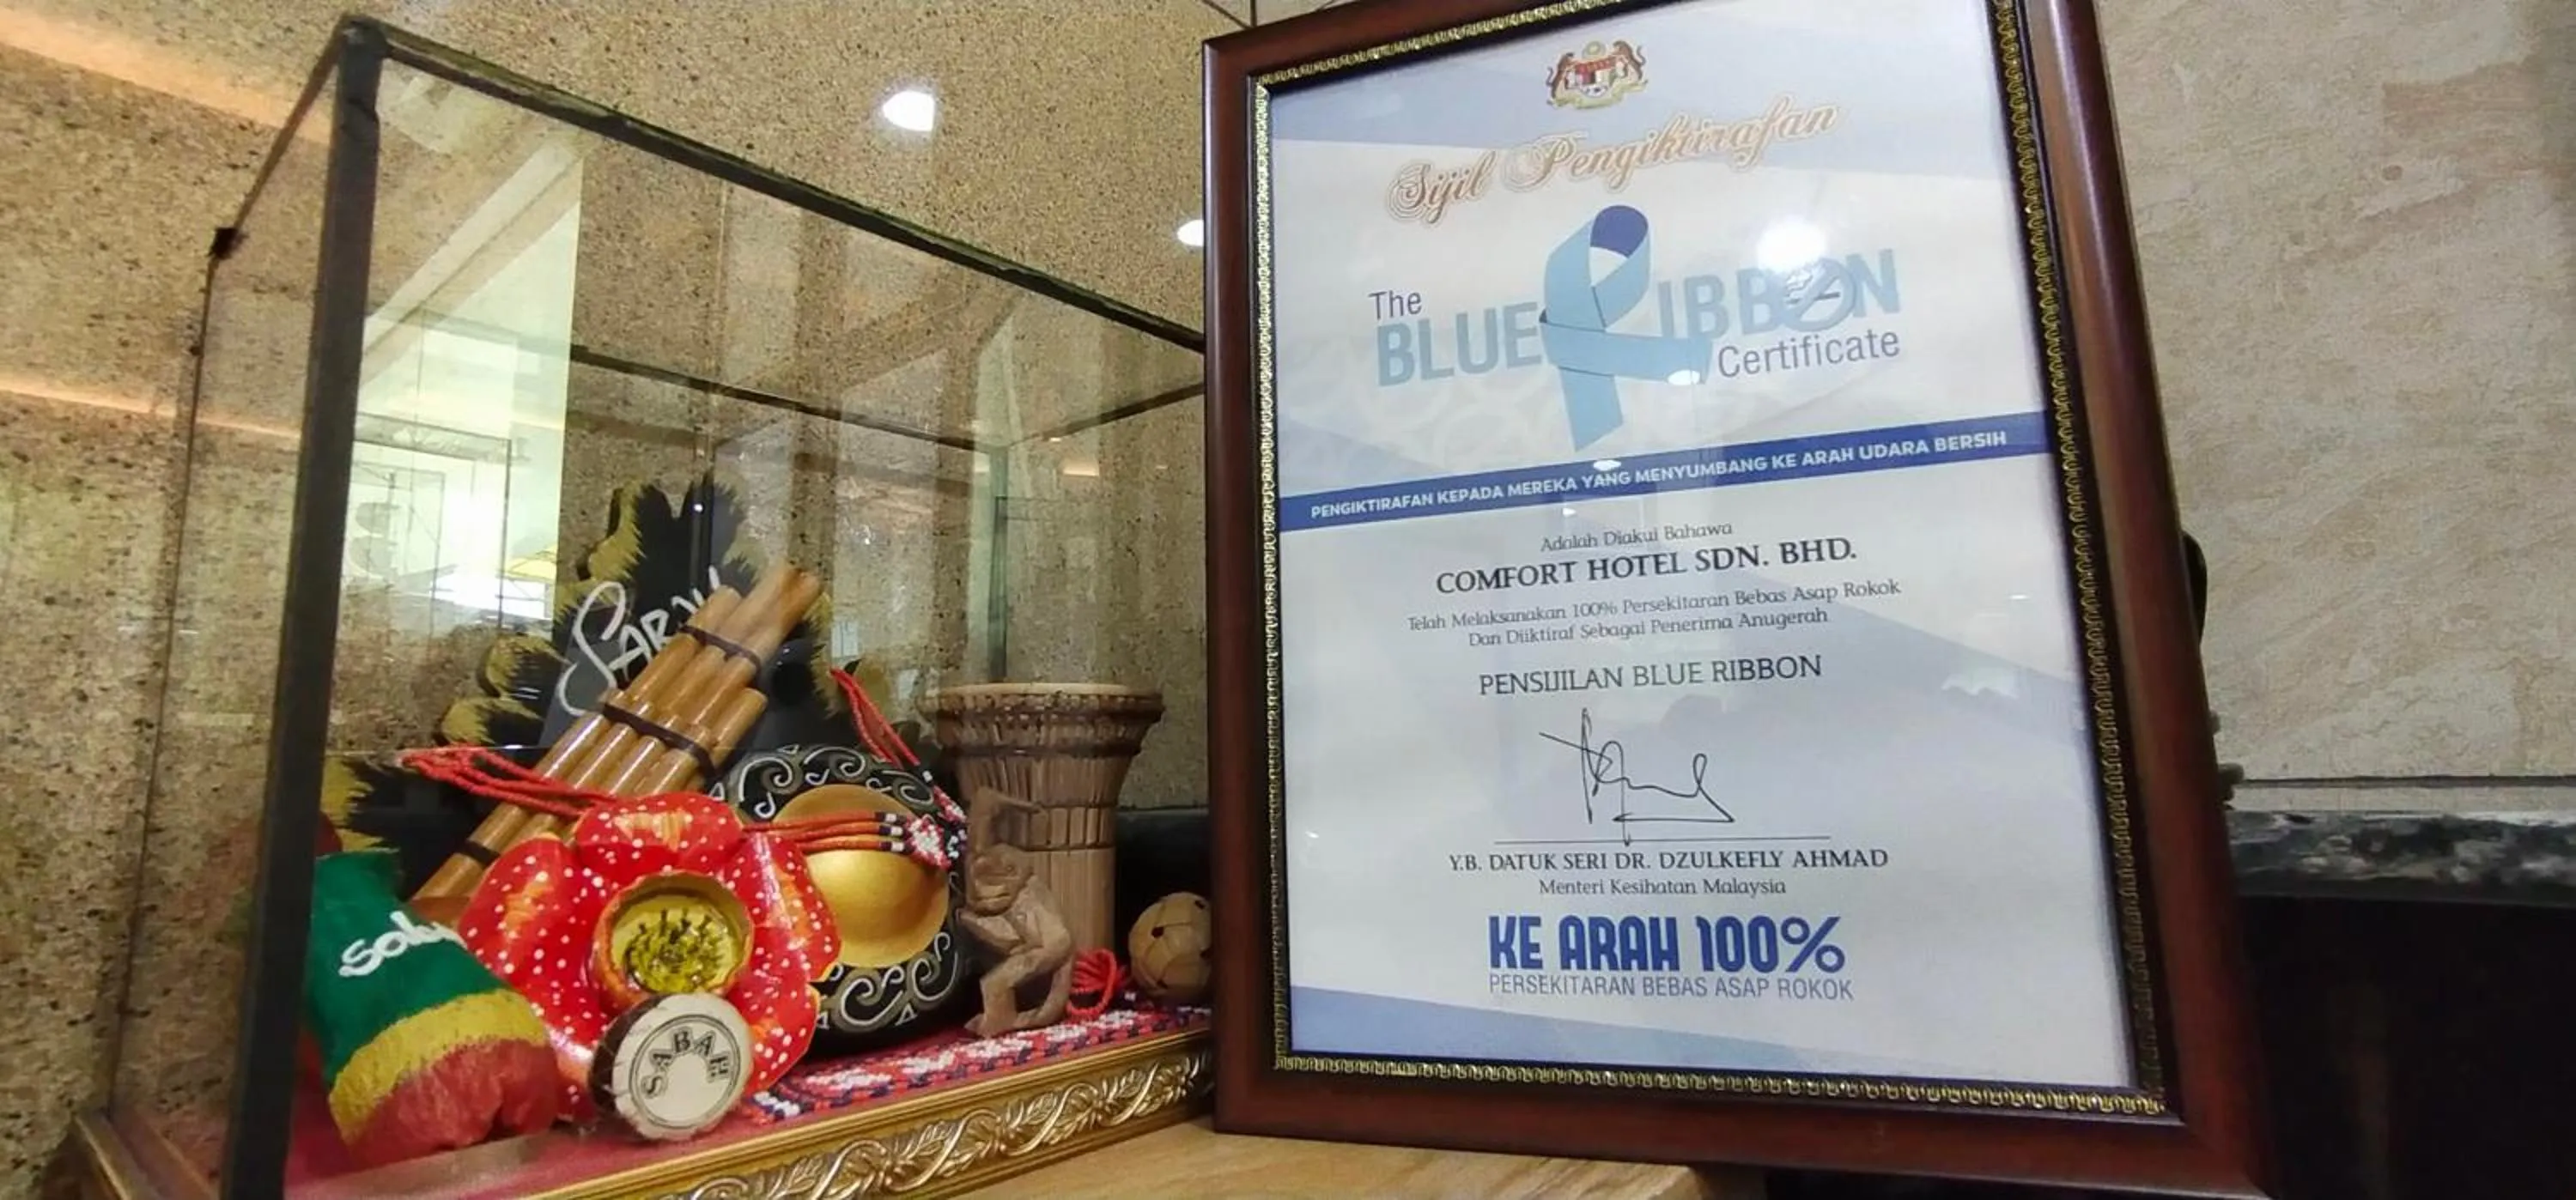 Sijil Pengiktirafan
The
BLUE RIBBON
Certificate
PENGIKTIRAFAN KEPADA MEREKA YANG MENYUMBANG KE ARAH UDARA BERSIH
Adalah Diakui Bahawa
COMFORT HOTEL SDN. BHD.
Telah Melaksanakan 100% Persekitaran Bebas Asap Rokok
Dan Diiktiraf Sebagai Penerima Anugerah
PENSIJILAN BLUE RIBBON
Y.B. DATUK SERI DR. DZULKEFLY AHMAD
Menteri Kesihatan Malaysia
KE ARAH 100%
PERSEKITARAN BEBAS ASAP ROKOK
SABAH